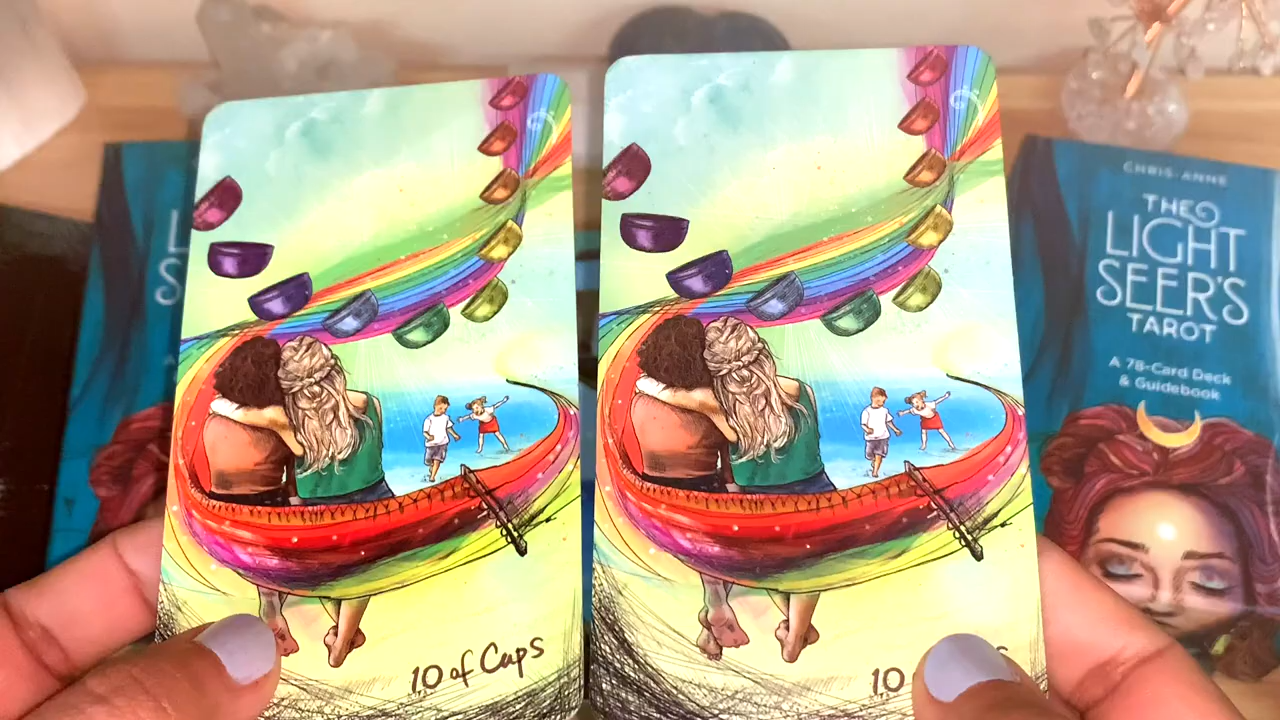 10 of Cups
10
CHRIS-ANNE
THE
LIGHT
SEER'S
TAROT
A 78-Card Deck
& Guidebook
L
S